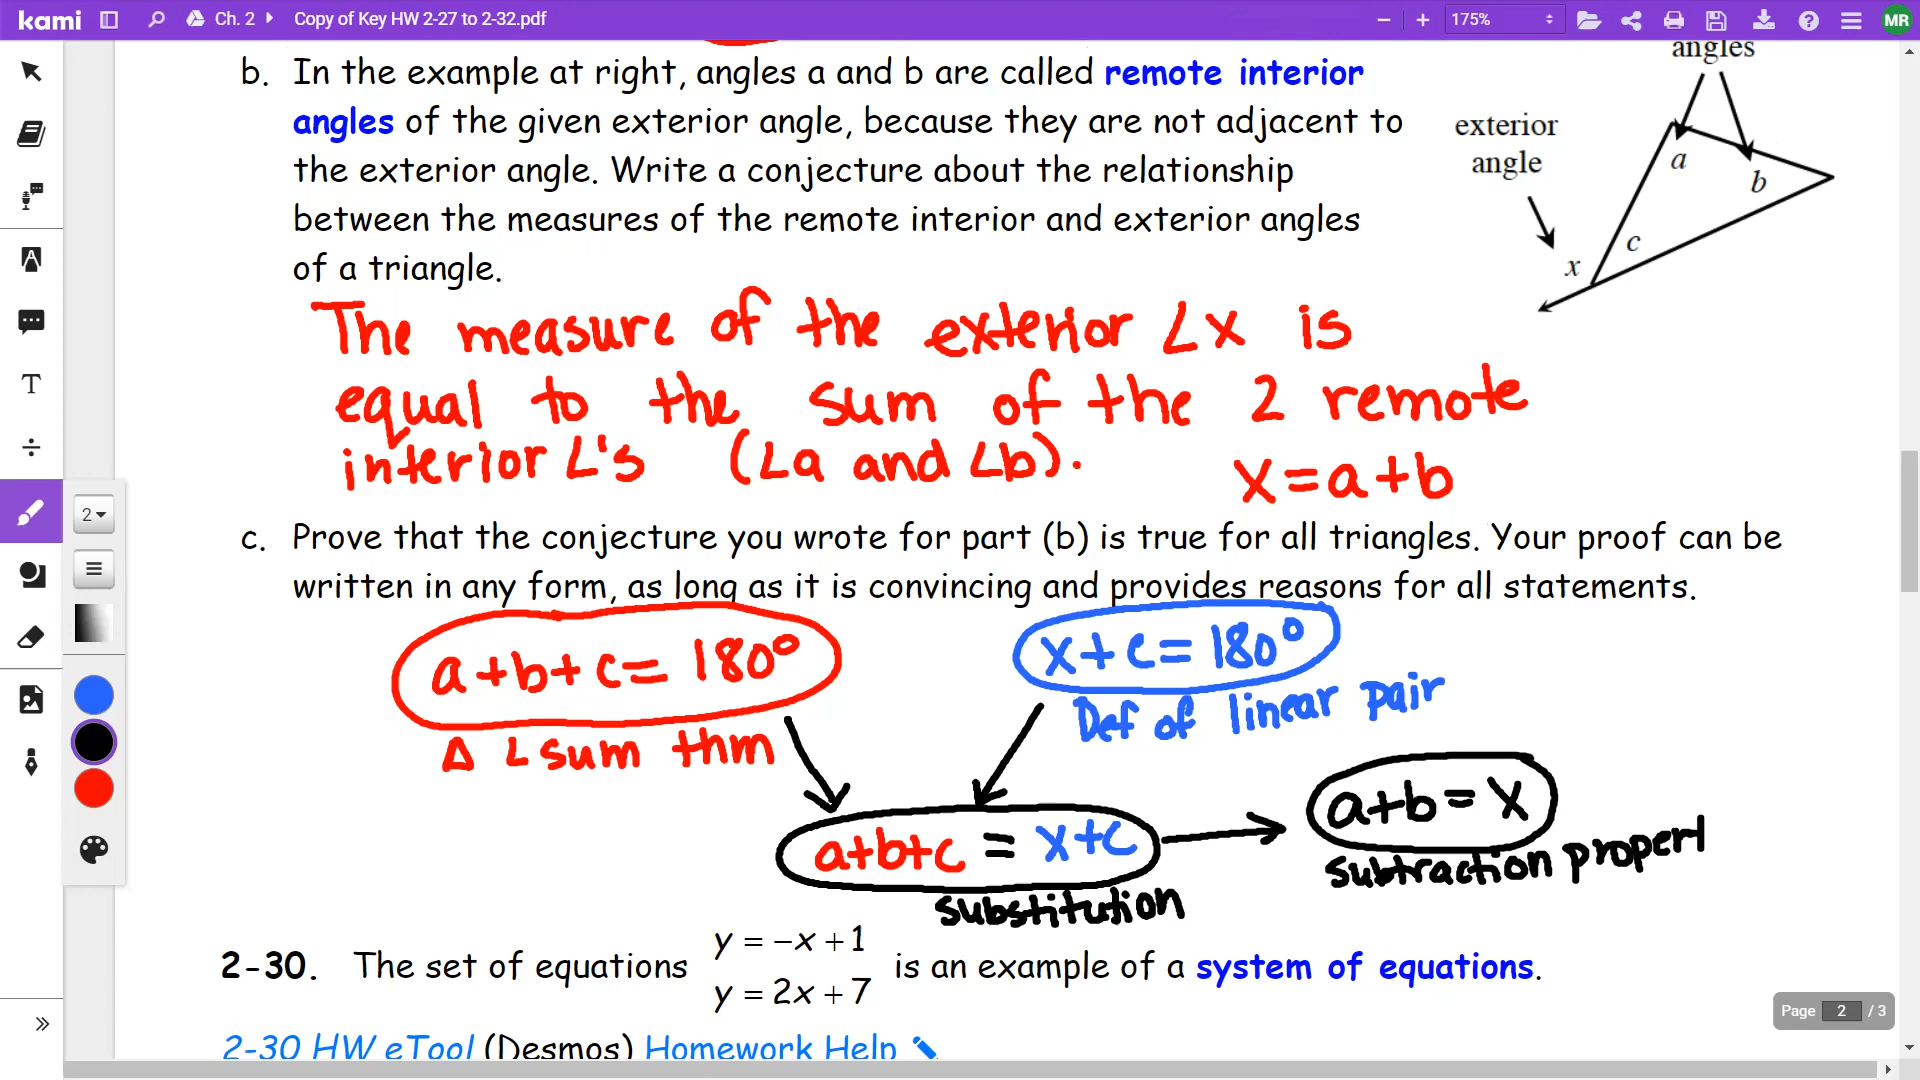 kami Ch. 2 Copy of Key HW 2-27 to 2-32.pdf 175% MR
angles
b. In the example at right, angles a and b are called remote interior
angles of the given exterior angle, because they are not adjacent to
the exterior angle. Write a conjecture about the relationship
between the measures of the remote interior and exterior angles
of a triangle.
exterior
angle
a
b
c
x
The measure of the exterior ∠x is
equal to the sum of the 2 remote
interior ∠'s (∠a and ∠b).
x=a+b
c. Prove that the conjecture you wrote for part (b) is true for all triangles. Your proof can be
written in any form, as long as it is convincing and provides reasons for all statements.
a+b+c=180°
Δ ∠ sum thm
x+c=180°
Def of linear pair
a+b+c = x+c
substitution
a+b=x
subtraction propert
2-30. The set of equations y = −x + 1 is an example of a system of equations.
y = 2x + 7
2-30 HW eTool (Desmos) Homework Help
T
2
Page 2 / 3